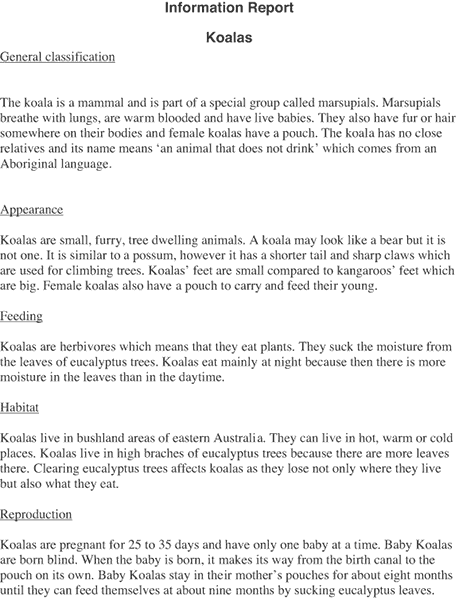 Information Report
Koalas
General classification
The koala is a mammal and is part of a special group called marsupials. Marsupials
breathe with lungs, are warm blooded and have live babies. They also have fur or hair
somewhere on their bodies and female koalas have a pouch. The koala has no close
relatives and its name means ‘an animal that does not drink’ which comes from an
Aboriginal language.
Appearance
Koalas are small, furry, tree dwelling animals. A koala may look like a bear but it is
not one. It is similar to a possum, however it has a shorter tail and sharp claws which
are used for climbing trees. Koalas’ feet are small compared to kangaroos’ feet which
are big. Female koalas also have a pouch to carry and feed their young.
Feeding
Koalas are herbivores which means that they eat plants. They suck the moisture from
the leaves of eucalyptus trees. Koalas eat mainly at night because then there is more
moisture in the leaves than in the daytime.
Habitat
Koalas live in bushland areas of eastern Australia. They can live in hot, warm or cold
places. Koalas live in high braches of eucalyptus trees because there are more leaves
there. Clearing eucalyptus trees affects koalas as they lose not only where they live
but also what they eat.
Reproduction
Koalas are pregnant for 25 to 35 days and have only one baby at a time. Baby Koalas
are born blind. When the baby is born, it makes its way from the birth canal to the
pouch on its own. Baby Koalas stay in their mother’s pouches for about eight months
until they can feed themselves at about nine months by sucking eucalyptus leaves.